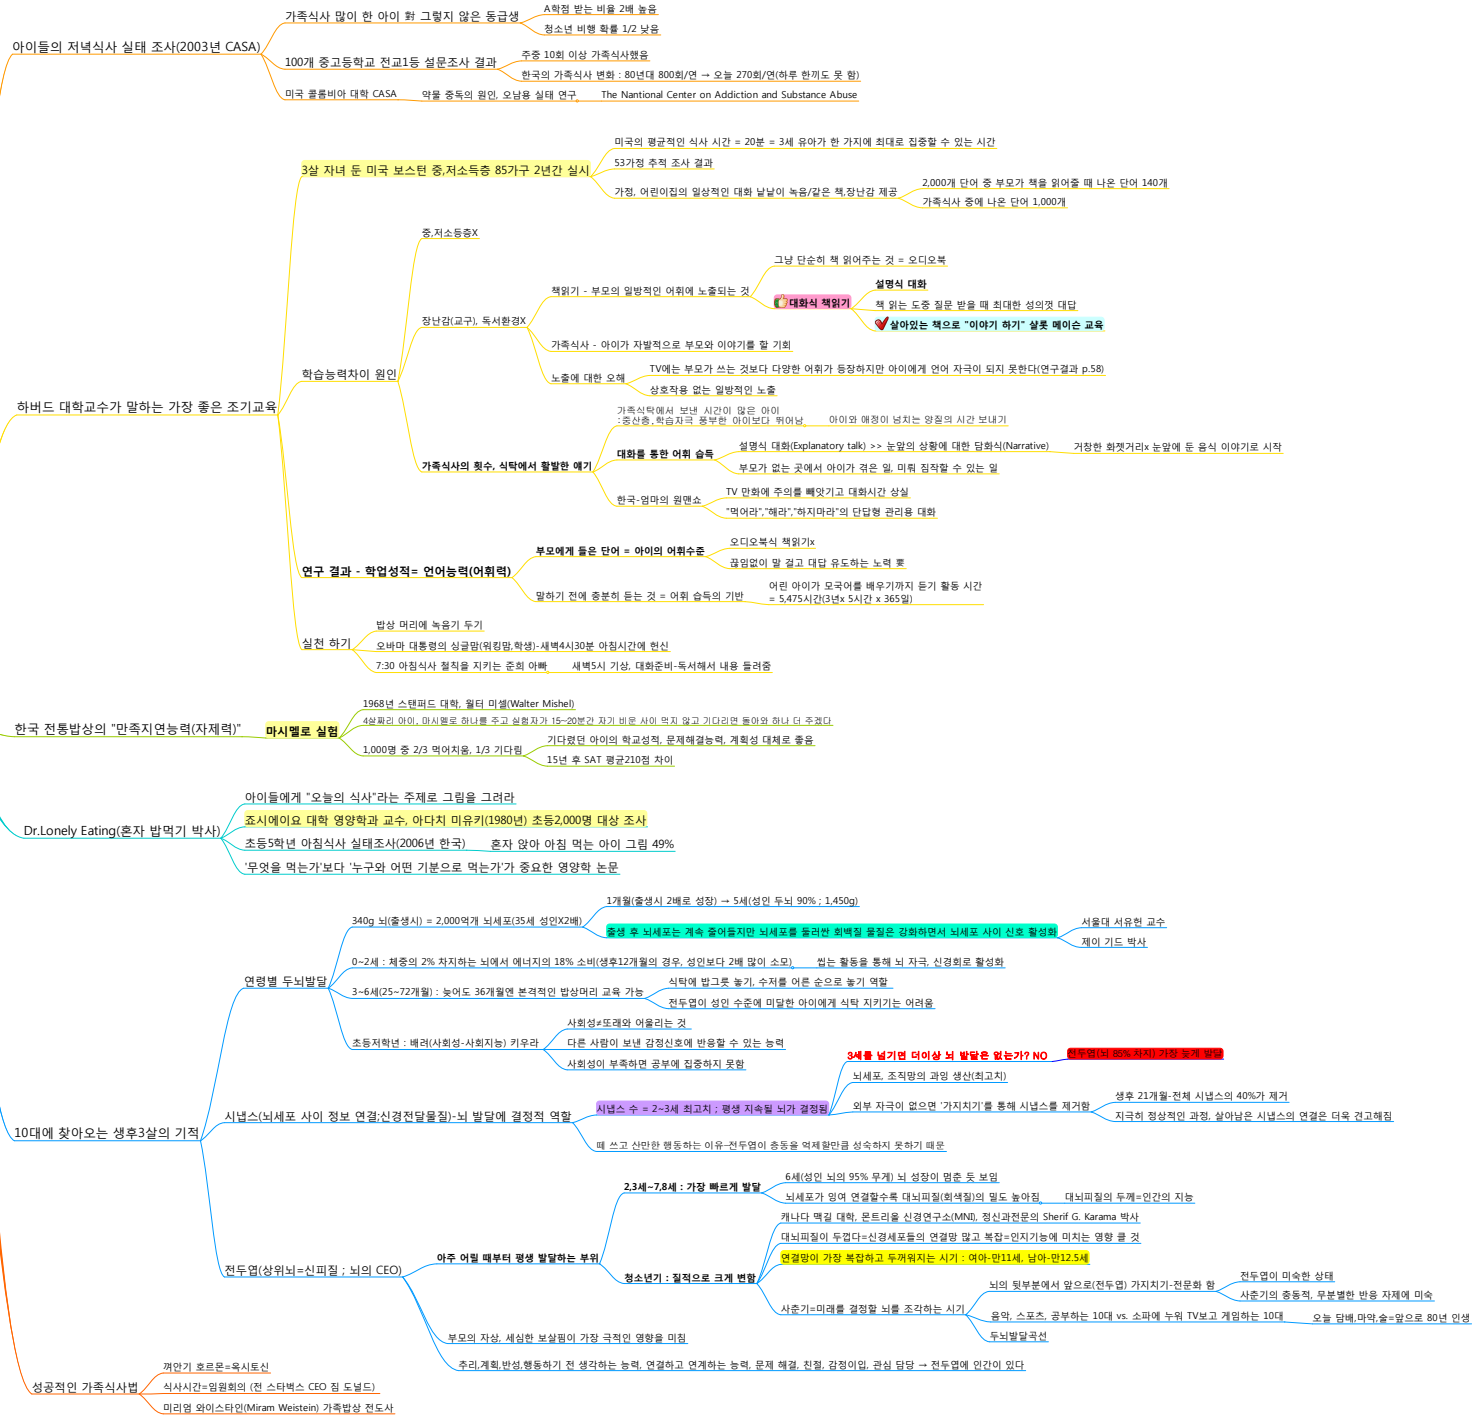 아이들의 저녁식사 실태 조사(2003년 CASA)
가족식사 많이 한 아이 對 그렇지 않은 동급생
A학점 받는 비율 2배 높음
청소년 비행 확률 1/2 낮음
100개 중고등학교 전교1등 설문조사 결과
주중 10회 이상 가족식사했음
한국의 가족식사 변화 : 80년대 800회/연 → 오늘 270회/연(하루 한끼도 못 함)
미국 콜롬비아 대학 CASA
약물 중독의 원인, 오남용 실태 연구
The Nantional Center on Addiction and Substance Abuse
하버드 대학교수가 말하는 가장 좋은 조기교육
3살 자녀 둔 미국 보스턴 중,저소득층 85가구 2년간 실시
미국의 평균적인 식사 시간 = 20분 = 3세 유아가 한 가지에 최대로 집중할 수 있는 시간
53가정 추적 조사 결과
가정, 어린이집의 일상적인 대화 낱낱이 녹음/같은 책,장난감 제공
2,000개 단어 중 부모가 책을 읽어줄 때 나온 단어 140개
가족식사 중에 나온 단어 1,000개
학습능력차이 원인
중,저소등층X
장난감(교구), 독서환경X
책읽기 - 부모의 일방적인 어휘에 노출되는 것
그냥 단순히 책 읽어주는 것 = 오디오북
대화식 책읽기
설명식 대화
책 읽는 도중 질문 받을 때 최대한 성의껏 대답
살아있는 책으로 "이야기 하기" 샬롯 메이슨 교육
가족식사 - 아이가 자발적으로 부모와 이야기를 할 기회
노출에 대한 오해
TV에는 부모가 쓰는 것보다 다양한 어휘가 등장하지만 아이에게 언어 자극이 되지 못한다(연구결과 p.58)
상호작용 없는 일방적인 노출
가족식사의 횟수, 식탁에서 활발한 얘기
가족식탁에서 보낸 시간이 많은 아이
:중산층,학습자극 풍부한 아이보다 뛰어남
아이와 애정이 넘치는 양질의 시간 보내기
대화를 통한 어휘 습득
설명식 대화(Explanatory talk) >> 눈앞의 상황에 대한 담화식(Narrative)
거창한 화젯거리x 눈앞에 둔 음식 이야기로 시작
부모가 없는 곳에서 아이가 겪은 일, 미뤄 짐작할 수 있는 일
한국-엄마의 원맨쇼
TV 만화에 주의를 빼앗기고 대화시간 상실
"먹어라","해라","하지마라"의 단답형 관리용 대화
연구 결과 - 학업성적= 언어능력(어휘력)
부모에게 들은 단어 = 아이의 어휘수준
오디오북식 책읽기x
끊임없이 말 걸고 대답 유도하는 노력 要
말하기 전에 충분히 듣는 것 = 어휘 습득의 기반
어린 아이가 모국어를 배우기까지 듣기 활동 시간
= 5,475시간(3년x 5시간 x 365일)
실천 하기
밥상 머리에 녹음기 두기
오바마 대통령의 싱글맘(워킹맘,학생)-새벽4시30분 아침시간에 헌신
7:30 아침식사 철칙을 지키는 준희 아빠
새벽5시 기상, 대화준비-독서해서 내용 들려줌
한국 전통밥상의 "만족지연능력(자제력)"
마시멜로 실험
1968년 스탠퍼드 대학, 월터 미셸(Walter Mishel)
4살짜리 아이, 마시멜로 하나를 주고 실험자가 15~20분간 자기 비운 사이 먹지 않고 기다리면 돌아와 하나 더 주겠다
1,000명 중 2/3 먹어치움, 1/3 기다림
기다렸던 아이의 학교성적, 문제해결능력, 계획성 대체로 좋음
15년 후 SAT 평균210점 차이
Dr.Lonely Eating(혼자 밥먹기 박사)
아이들에게 "오늘의 식사"라는 주제로 그림을 그려라
죠시에이요 대학 영양학과 교수, 아다치 미유키(1980년) 초등2,000명 대상 조사
초등5학년 아침식사 실태조사(2006년 한국)
혼자 앉아 아침 먹는 아이 그림 49%
'무엇을 먹는가'보다 '누구와 어떤 기분으로 먹는가'가 중요한 영양학 논문
10대에 찾아오는 생후3살의 기적
연령별 두뇌발달
340g 뇌(출생시) = 2,000억개 뇌세포(35세 성인X2배)
1개월(출생시 2배로 성장) → 5세(성인 두뇌 90% ; 1,450g)
출생 후 뇌세포는 계속 줄어들지만 뇌세포를 둘러싼 회백질 물질은 강화하면서 뇌세포 사이 신호 활성화
서울대 서유헌 교수
제이 기드 박사
0~2세 : 체중의 2% 차지하는 뇌에서 에너지의 18% 소비(생후12개월의 경우, 성인보다 2배 많이 소모)
씹는 활동을 통해 뇌 자극, 신경회로 활성화
3~6세(25~72개월) : 늦어도 36개월엔 본격적인 밥상머리 교육 가능
식탁에 밥그릇 놓기, 수저를 어른 순으로 놓기 역할
전두엽이 성인 수준에 미달한 아이에게 식탁 지키기는 어려움
초등저학년 : 배려(사회성-사회지능) 키우라
사회성≠또래와 어울리는 것
다른 사람이 보낸 감정신호에 반응할 수 있는 능력
사회성이 부족하면 공부에 집중하지 못함
시냅스(뇌세포 사이 정보 연결;신경전달물질)-뇌 발달에 결정적 역할
시냅스 수 = 2~3세 최고치 ; 평생 지속될 뇌가 결정됨
3세를 넘기면 더이상 뇌 발달은 없는가? NO
전두엽(뇌 85% 차지) 가장 늦게 발달
뇌세포, 조직망의 과잉 생산(최고치)
외부 자극이 없으면 '가지치기'를 통해 시냅스를 제거함
생후 21개월-전체 시냅스의 40%가 제거
지극히 정상적인 과정, 살아남은 시냅스의 연결은 더욱 견고해짐
떼 쓰고 산만한 행동하는 이유-전두엽이 충동을 억제할만큼 성숙하지 못하기 때문
전두엽(상위뇌=신피질 ; 뇌의 CEO)
아주 어릴 때부터 평생 발달하는 부위
2,3세~7,8세 : 가장 빠르게 발달
6세(성인 뇌의 95% 무게) 뇌 성장이 멈춘 듯 보임
뇌세포가 잉여 연결할수록 대뇌피질(회색질)의 밀도 높아짐
대뇌피질의 두께=인간의 지능
청소년기 : 질적으로 크게 변함
캐나다 맥길 대학, 몬트리올 신경연구소(MNI), 정신과전문의 Sherif G. Karama 박사
대뇌피질이 두껍다=신경세포들의 연결망 많고 복잡=인지기능에 미치는 영향 클 것
연결망이 가장 복잡하고 두꺼워지는 시기 : 여아-만11세, 남아-만12.5세
사춘기=미래를 결정할 뇌를 조각하는 시기
뇌의 뒷부분에서 앞으로(전두엽) 가지치기-전문화 함
전두엽이 미숙한 상태
사춘기의 충동적, 무분별한 반응 자제에 미숙
음악, 스포츠, 공부하는 10대 vs. 소파에 누워 TV보고 게임하는 10대
오늘 담배,마약,술=앞으로 80년 인생
두뇌발달곡선
부모의 자상, 세심한 보살핌이 가장 극적인 영향을 미침
추리,계획,반성,행동하기 전 생각하는 능력, 연결하고 연계하는 능력, 문제 해결, 친절, 감정이입, 관심 담당 → 전두엽에 인간이 있다
성공적인 가족식사법
껴안기 호르몬=옥시토신
식사시간=임원회의 (전 스타벅스 CEO 짐 도널드)
미리엄 와이스타인(Miram Weistein) 가족밥상 전도사